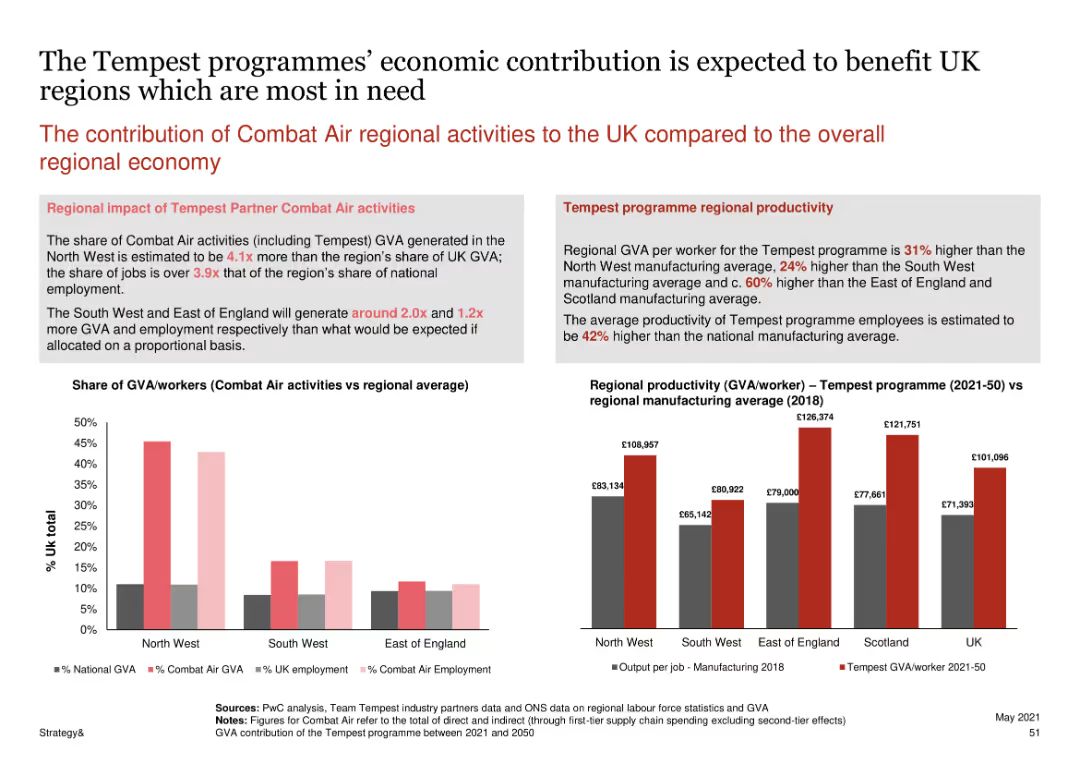 The Tempest programmes’ economic contribution is expected to benefit UK
regions which are most in need
The contribution of Combat Air regional activities to the UK compared to the overall
regional economy
Regional impact of Tempest Partner Combat Air activities
The share of Combat Air activities (including Tempest) GVA generated in the
North West is estimated to be 4.1x more than the region’s share of UK GVA;
the share of jobs is over 3.9x that of the region’s share of national
employment.
The South West and East of England will generate around 2.0x and 1.2x
more GVA and employment respectively than what would be expected if
allocated on a proportional basis.
Tempest programme regional productivity
Regional GVA per worker for the Tempest programme is 31% higher than the
North West manufacturing average, 24% higher than the South West
manufacturing average and c. 60% higher than the East of England and
Scotland manufacturing average.
The average productivity of Tempest programme employees is estimated to
be 42% higher than the national manufacturing average.
Share of GVA/workers (Combat Air activities vs regional average)
% Uk total
50%
45%
40%
35%
30%
25%
20%
15%
10%
5%
0%
North West
South West
East of England
% National GVA
% Combat Air GVA
% UK employment
% Combat Air Employment
Regional productivity (GVA/worker) – Tempest programme (2021-50) vs
regional manufacturing average (2018)
£83,134
£108,957
£65,142
£80,922
£79,000
£126,374
£77,661
£121,751
£71,393
£101,096
North West
South West
East of England
Scotland
UK
Output per job - Manufacturing 2018
Tempest GVA/worker 2021-50
Sources: PwC analysis, Team Tempest industry partners data and ONS data on regional labour force statistics and GVA
Notes: Figures for Combat Air refer to the total of direct and indirect (through first-tier supply chain spending excluding second-tier effects)
GVA contribution of the Tempest programme between 2021 and 2050
Strategy&
May 2021
51